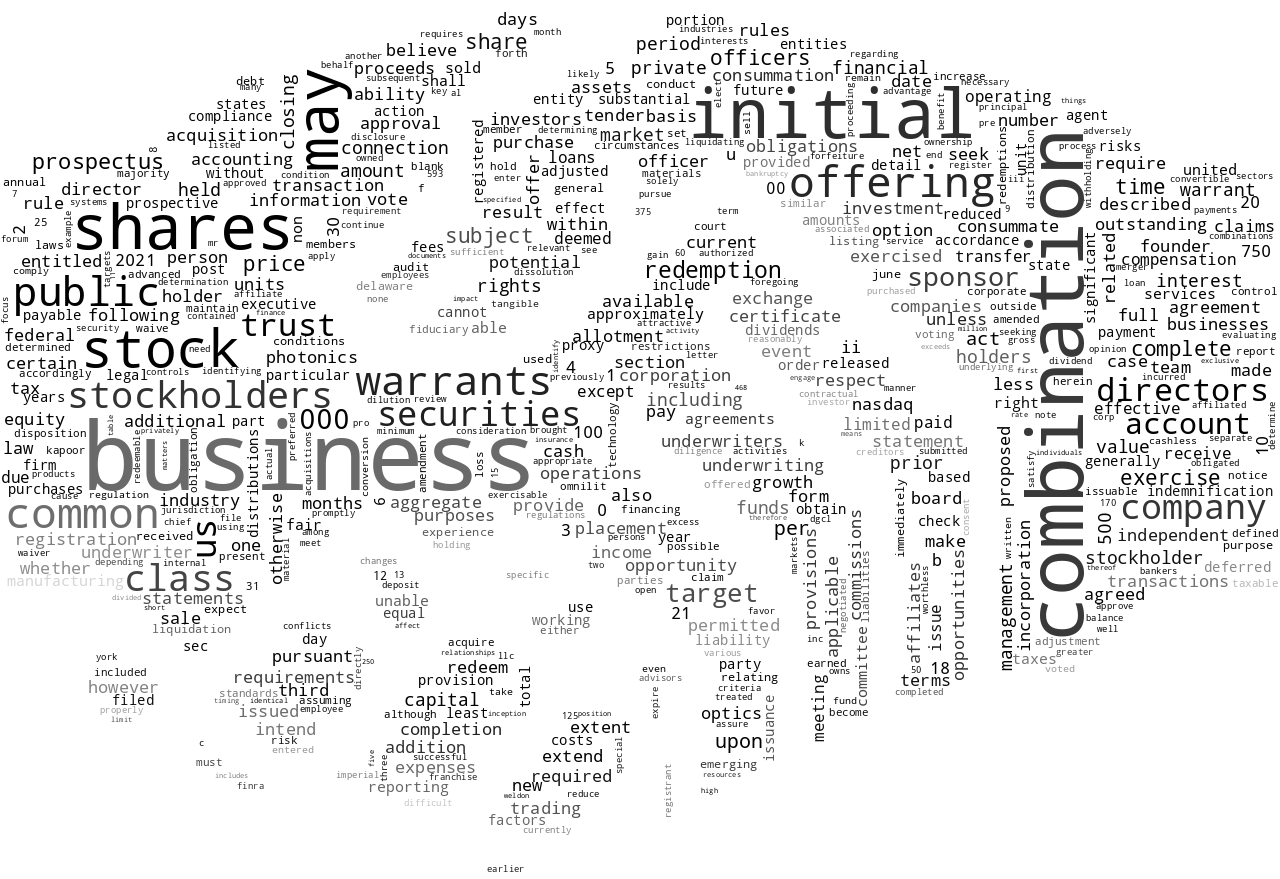 days portion
requires month industries rules
another believe share forth period interests entities
behalf proceeds sold likely 5 private officers regarding
debt many closing subsequent shall assets conduct consummation financial
states may ability key al entity substantial future elect remain date increase necessary
compliance action investors tender basis initial advantage operating
listed approval disclosure member determining market set sell proceeding benefit principal things
acquisition connection registered purchase circumstances liquidating obligations ownership pre number agent
prospectus 8 accounting owned blank hold loans officer u provided forfeiture net end seek unit process adversely
majority without condition amount 593 offer enter adjusted materials bankruptcy detail register redemptions distribution withholding risks
annual director held approved transaction f general solely 00 offering iii require united
7 rule systems prospective information vote specified pursue similar time convertible sectors
2 25 example shares non 30 requirement result effect 375 term investment reduced 9 described warrant payments 20
forum laws mr continue subject within court amounts associated option consummate outstanding claims
entitled 2021 person members fees documents relevant see deemed current authorized listing service accordance founder combinations
comply targets advanced post price apply audit sufficient potential gain 60 exercised transfer state significant related compensation 750
public determination units employees dissolution redemption foregoing june sponsor merger
focus holder affiliate delaware rights include purchased corporate loan interest
payable following maintain executive none impact tangible available exchange companies outside services control
federal security contained waive trust finance cannot attractive approximately certificate unless amended full agreement
determined stock need conditions fiduciary able allotment activity dividends voting million act seeking payment businesses
certain photonics used identify proxy restrictions reasonably event ii exceeds holders gross opinion complete evaluating
accordingly legal controls identifying particular 4 section letter order released underlying dividend case report
tax warrants previously 1 corporation engage respect first team exclusive made
years stockholders dilution review except results 468 contractual manner less herein incurred directors
equity additional part 000 securities including investor nasdaq right effective affiliated
disposition table privately preferred pro minimum consideration brought 100 technology pay agreements limited paid rate note corp account
law kapoor business insurance cash underwriters k means statement combination value cashless separate 10 determine
firm redeemable matters obligation actual acquisitions conversion amendment loss 15 appropriate diligence activities creditors submitted satisfy individuals generally receive obligated
due products operations underwriting prior proposed exercise notice
purchases cause regulation industry distributions otherwise months exercisable omnilit offered growth based issuable indemnification
common jurisdiction promptly 6 aggregate provide also form obtain immediately board 170 company
us chief file using fair purposes regulations 0 financing funds per dgcl check consent 500
registration received one among experience 3 placement excess therefore commissions make written independent defined
waiver underwriter present material meet holding persons year markets provisions b stockholder purpose
whether depending internal income possible applicable opportunities management incorporation thereof bankers deferred
manufacturing class 31 changes two opportunity negotiated liabilities affiliates worthless transactions taxable
divided statements 12 13 specific parties claim issue agreed
short expect deposit open target approve
sale unable use 21 favor balance
liquidation conflicts equal working permitted well
sec day affect either liability inc committee adjustment
york pursuant directly acquire various meeting greater
included requirements 250 relationships llc even party earned 50 18 taxes voted
however standards third redeem total advisors relating owns terms
filed timing identical assuming provision take criteria completed
properly issued employee capital expire treated fund
limit intend although least inception 125 position optics issuance become
c risk completion extent assure
must entered addition costs special upon
includes imperial five three successful extend emerging
finra expenses franchise required registrant resources
reporting new reduce high
difficult weldon trading
factors
currently
earlier